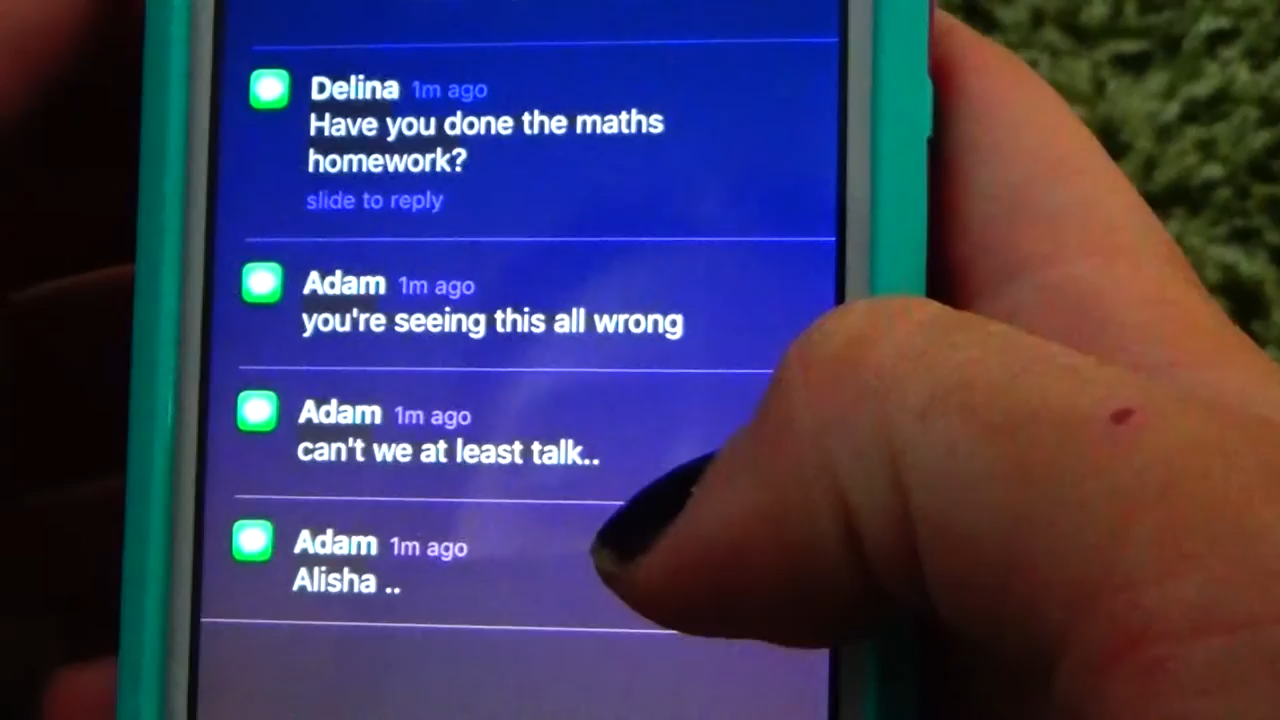 Delina 1m ago
Have you done the maths
homework?
slide to reply
Adam 1m ago
you're seeing this all wrong
Adam 1m ago
can't we at least talk..
Adam 1m ago
Alisha ..